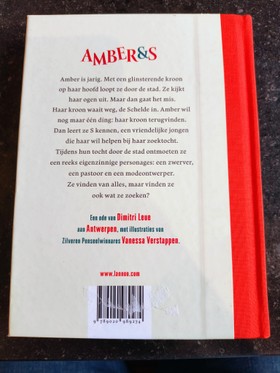 AMBER&S
Amber is jarig. Met een glinsterende kroon
op haar hoofd loopt ze door de stad. Ze kijkt
haar ogen uit. Maar dan gaat het mis.
Haar kroon waait weg, de Schelde in. Amber wil
nog maar één ding: haar kroon terugvinden.
Dan leert ze S kennen, een vriendelijke jongen
die haar wil helpen bij haar zoektocht.
Tijdens hun tocht door de stad ontmoeten ze
een reeks eigenzinnige personages: een zwerver,
een pastoor en een modeontwerper.
Ze vinden van alles, maar vinden ze
ook wat ze zoeken?
Een ode van Dimitri Leue
aan Antwerpen, met illustraties van
Zilveren Penseelwinnares Vanessa Verstappen.
www.lannoo.com